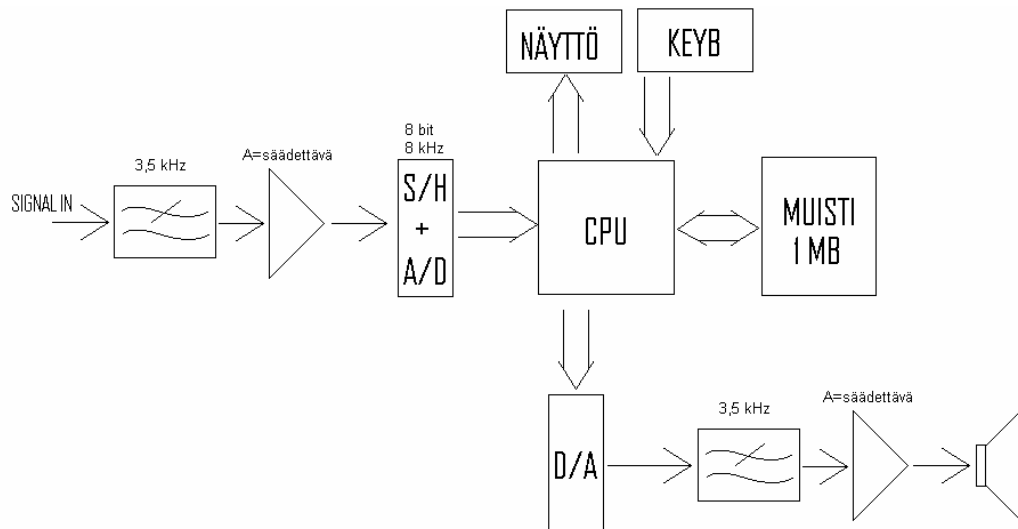 NÄYTTÖ
KEYB
8 bit
8 kHz
3,5 kHz
A=säädettävä
SIGNAL IN
S/H
+
A/D
CPU
MUISTI
1 MB
3,5 kHz
A=säädettävä
D/A